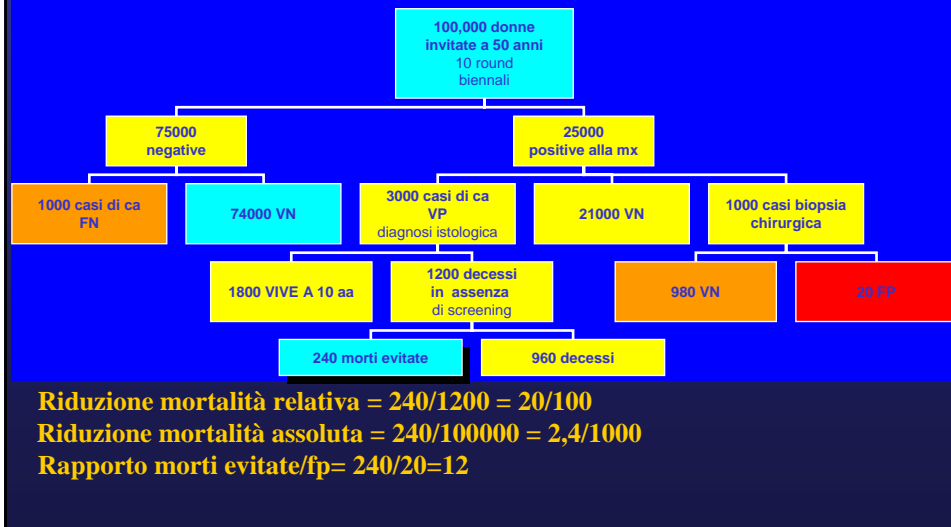 100,000 donne
invitate a 50 anni
10 round
biennali
75000
negative
25000
positive alla mx
1000 casi di ca
FN
74000 VN
3000 casi di ca
VP
diagnosi istologica
21000 VN
1000 casi biopsia
chirurgica
1800 VIVE A 10 aa
1200 decessi
in assenza
di screening
980 VN
20 FP
240 morti evitate
960 decessi
Riduzione mortalità relativa = 240/1200 = 20/100
Riduzione mortalità assoluta = 240/100000 = 2,4/1000
Rapporto morti evitate/fp= 240/20=12